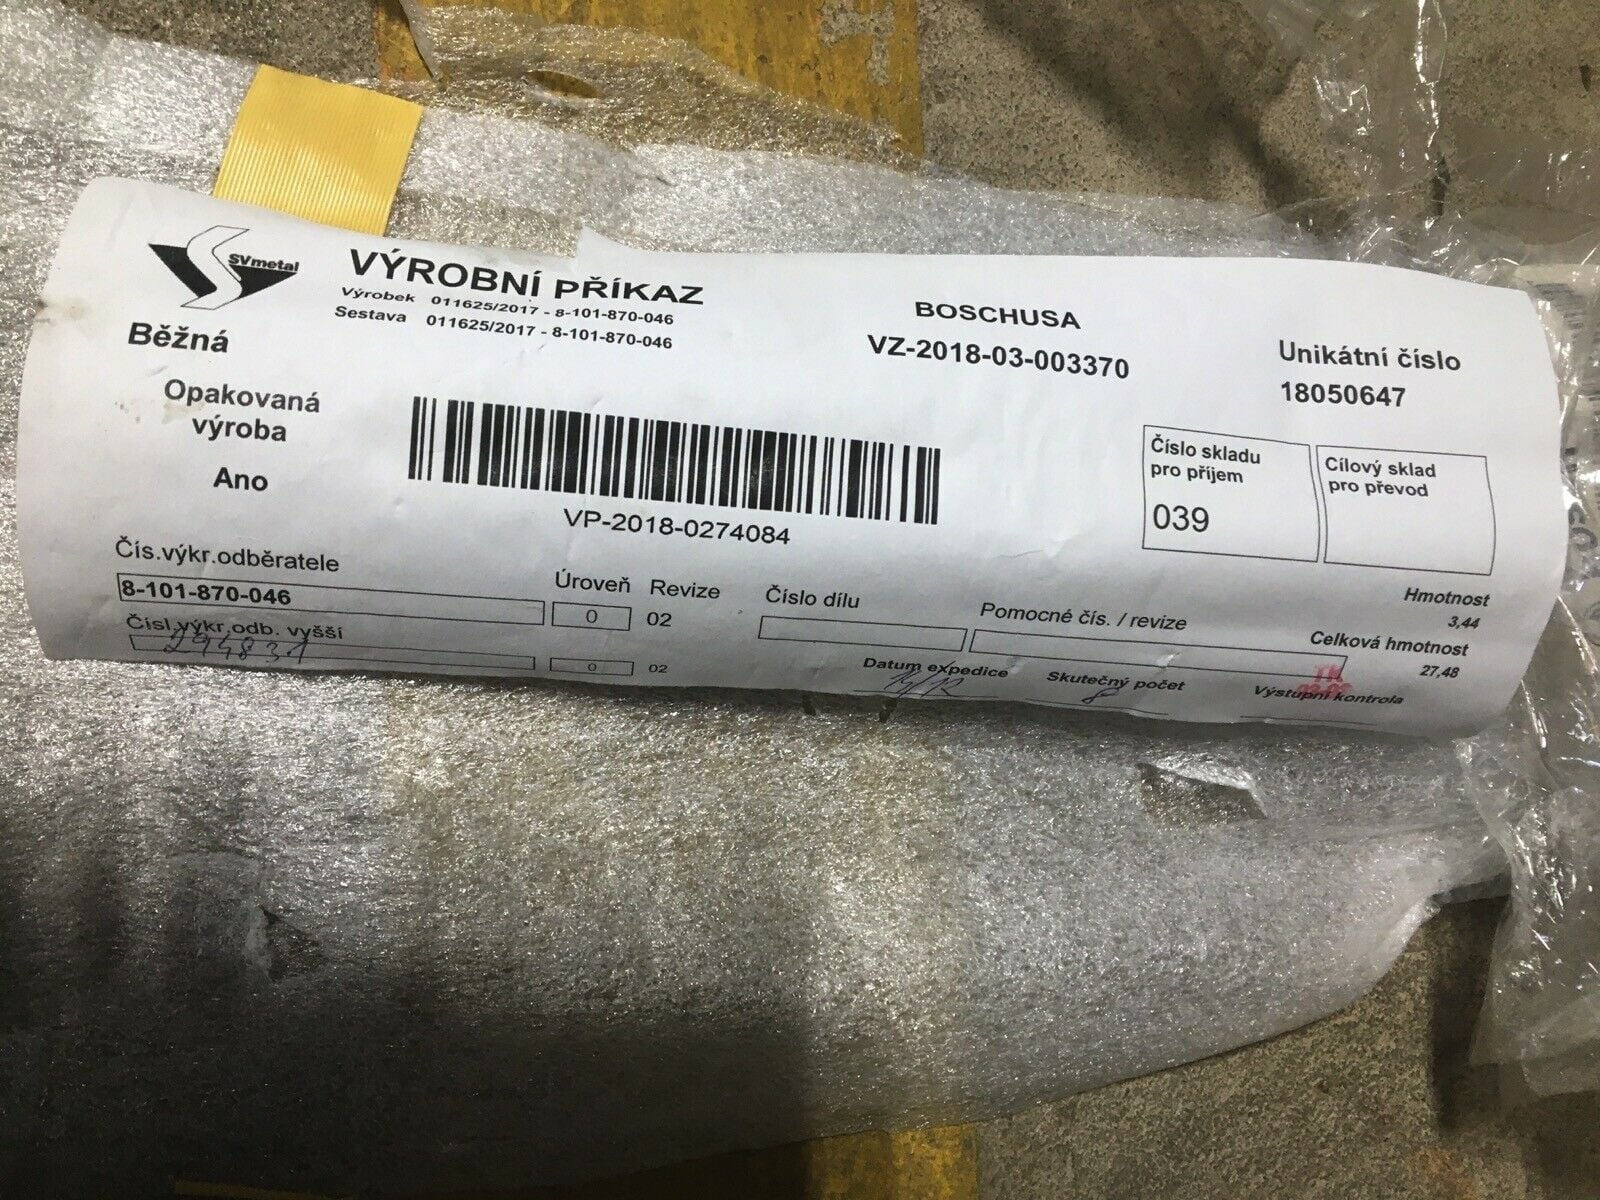 SVmetal
VÝROBNÍ PŘÍKAZ
Výrobek 011625/2017 - 8-101-870-046
Sestava 011625/2017 - 8-101-870-046
BOSCHUSA
VZ-2018-03-003370
Unikátní číslo
18050647
Běžná
Opakovaná
výroba
Ano
VP-2018-0274084
Číslo skladu
pro příjem
039
Cílový sklad
pro převod
Čís.výkr.odběratele
8-101-870-046
Úroveň
0
Revize
02
Číslo dílu
Pomocné čís. / revize
Hmotnost
3,44
Celková hmotnost
27,48
Čísl.výkr.odb. vyšší
294831
0
02
Datum expedice
Skutečný počet
8
Výstupní kontrola
TK